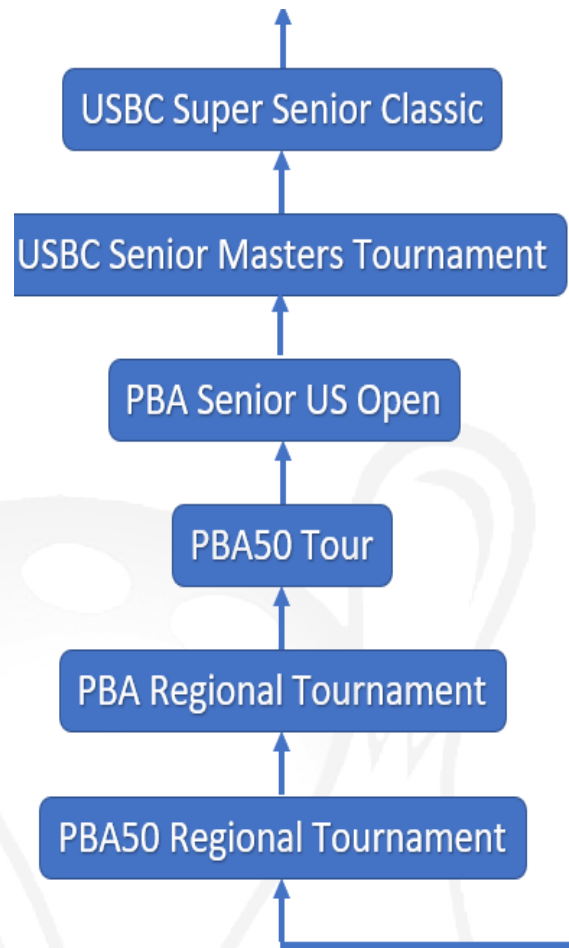 USBC Super Senior Classic
USBC Senior Masters Tournament
PBA Senior US Open
PBA50 Tour
PBA Regional Tournament
PBA50 Regional Tournament